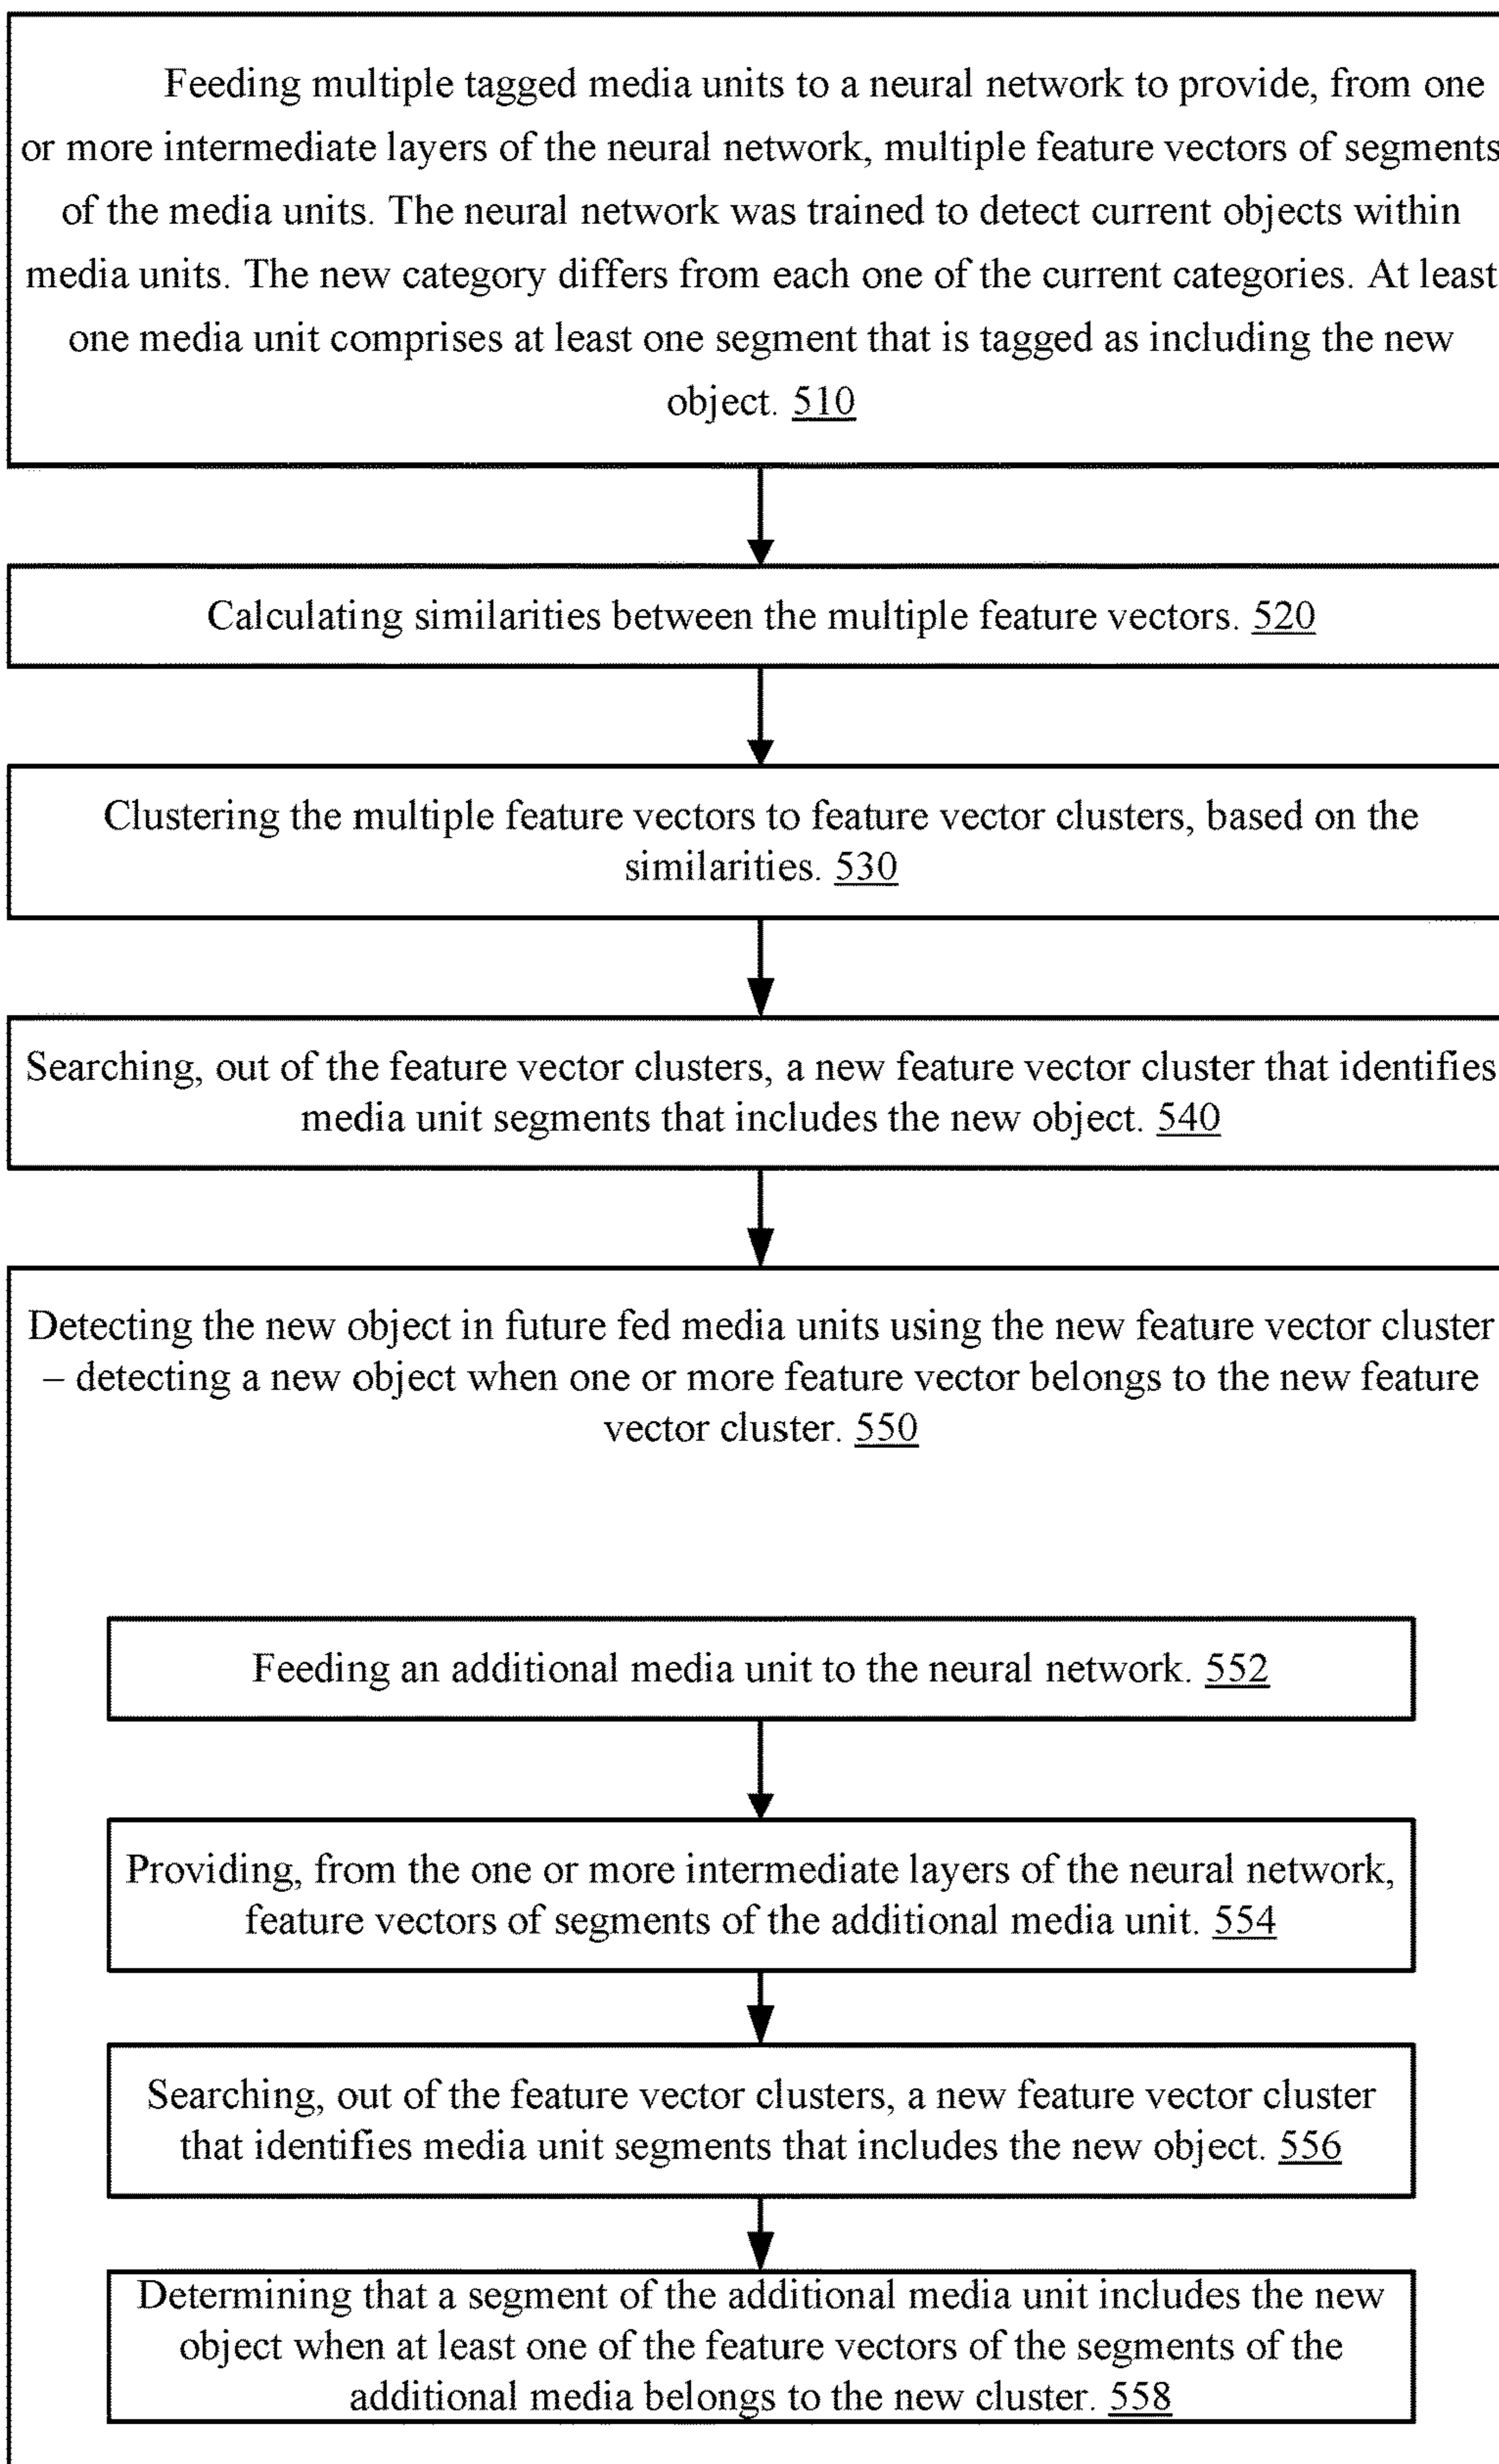 Feeding multiple tagged media units to a neural network to provide, from one
or more intermediate layers of the neural network, multiple feature vectors of segments
of the media units. The neural network was trained to detect current objects within
media units. The new category differs from each one of the current categories. At least
one media unit comprises at least one segment that is tagged as including the new
object. 510
Calculating similarities between the multiple feature vectors. 520
Clustering the multiple feature vectors to feature vector clusters, based on the
similarities. 530
Searching, out of the feature vector clusters, a new feature vector cluster that identifies
media unit segments that includes the new object. 540
Detecting the new object in future fed media units using the new feature vector cluster
– detecting a new object when one or more feature vector belongs to the new feature
vector cluster. 550
Feeding an additional media unit to the neural network. 552
Providing, from the one or more intermediate layers of the neural network,
feature vectors of segments of the additional media unit. 554
Searching, out of the feature vector clusters, a new feature vector cluster
that identifies media unit segments that includes the new object. 556
Determining that a segment of the additional media unit includes the new
object when at least one of the feature vectors of the segments of the
additional media belongs to the new cluster. 558